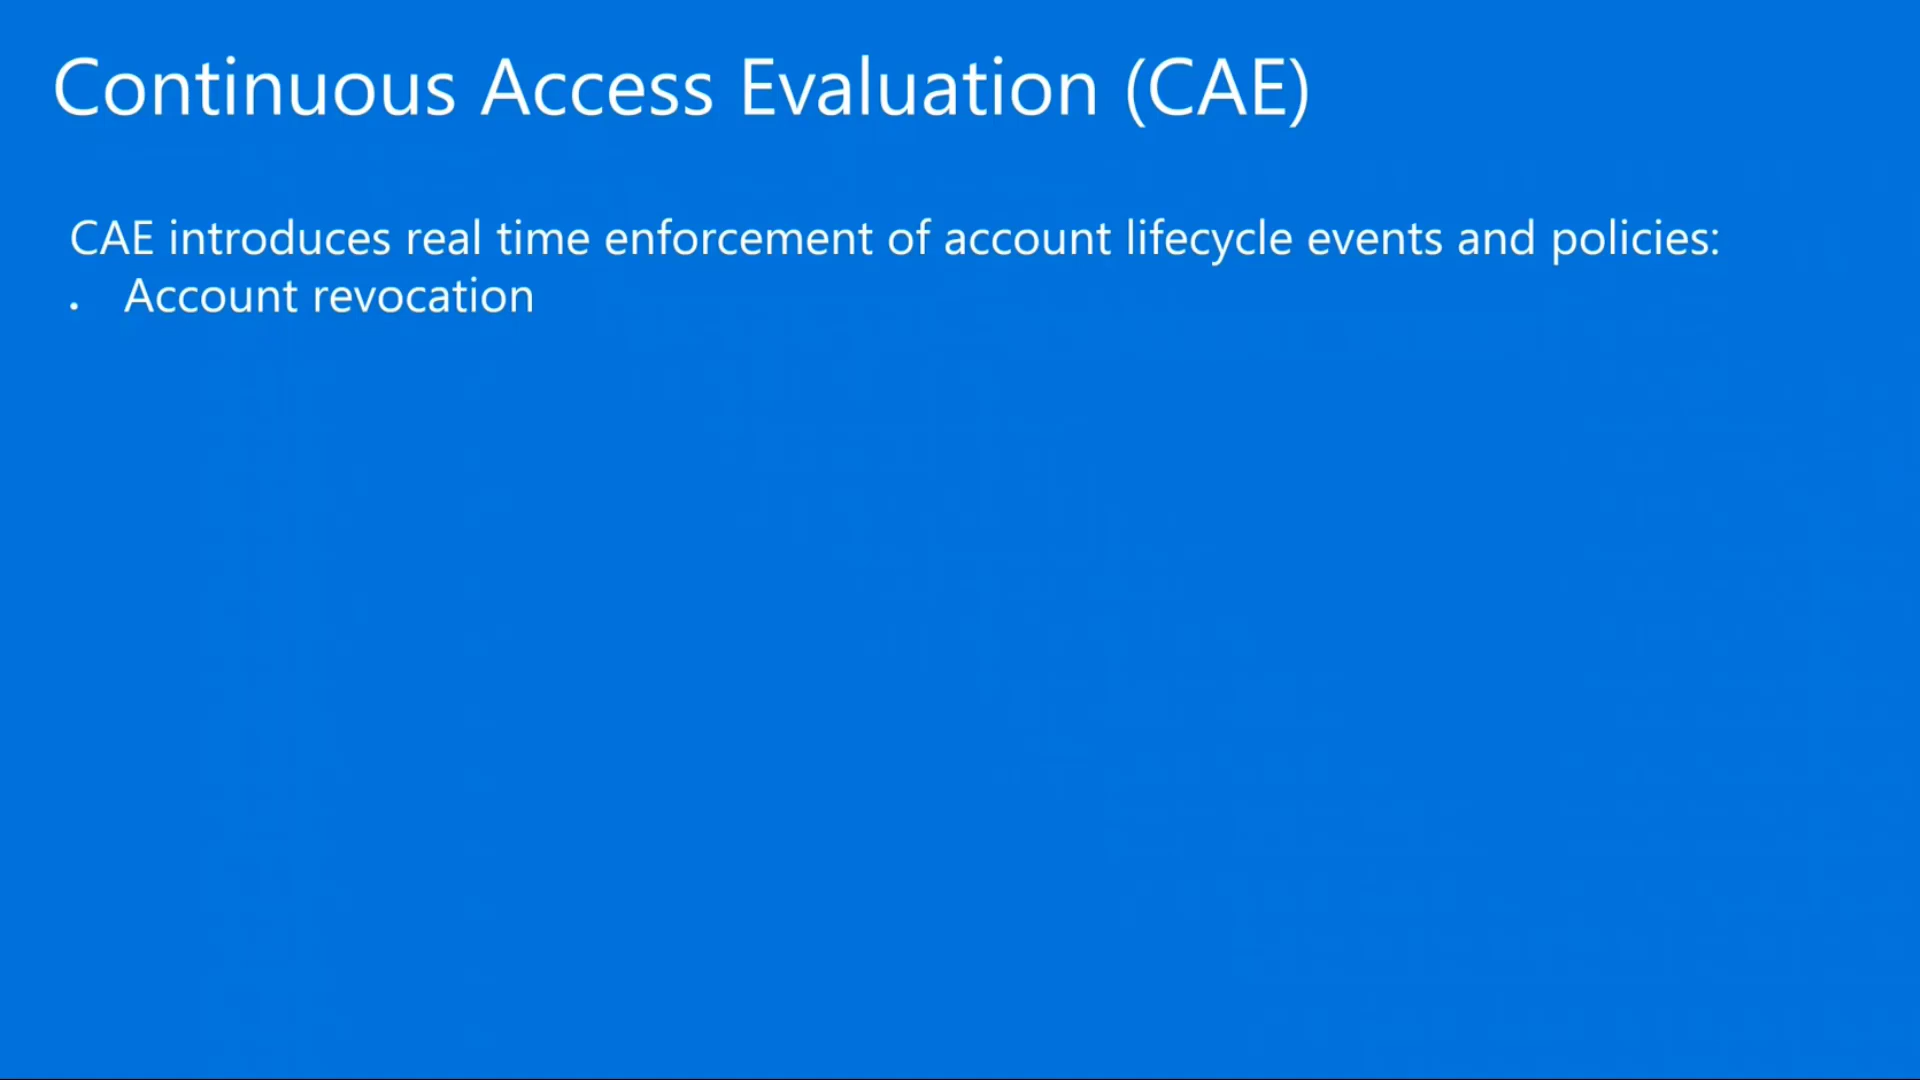 Continuous Access Evaluation (CAE)
CAE introduces real time enforcement of account lifecycle events and policies:
• Account revocation